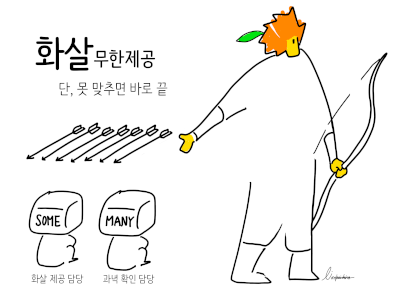 화살 무한제공
단, 못 맞추면 바로 끝
SOME
MANY
화살 제공 담당
과녁 확인 담당